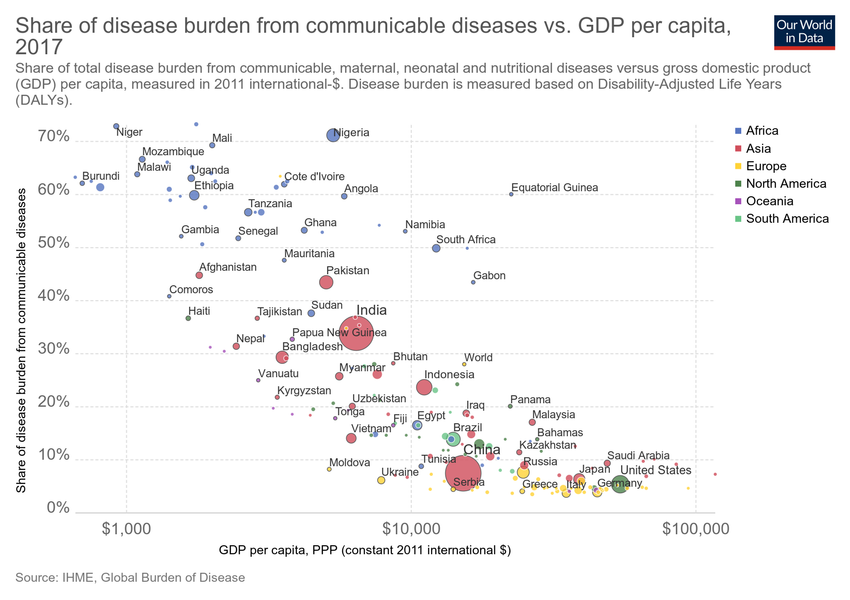 Share of disease burden from communicable diseases vs. GDP per capita,
2017
Our World
in Data
Share of total disease burden from communicable, maternal, neonatal and nutritional diseases versus gross domestic product
(GDP) per capita, measured in 2011 international-$. Disease burden is measured based on Disability-Adjusted Life Years
(DALYs).
Africa
Asia
Europe
North America
Oceania
South America
Share of disease burden from communicable diseases
70%
60%
50%
40%
30%
20%
10%
0%
Niger
Mali
Nigeria
Mozambique
Malawi
Uganda
Burundi
Ethiopia
Cote d'Ivoire
Angola
Equatorial Guinea
Tanzania
Gambia
Senegal
Ghana
Namibia
South Africa
Mauritania
Afghanistan
Pakistan
Gabon
Comoros
Haiti
Tajikistan
Sudan
India
Nepal
Papua New Guinea
Bangladesh
Bhutan
World
Vanuatu
Myanmar
Indonesia
Kyrgyzstan
Uzbekistan
Tonga
Fiji
Egypt
Iraq
Panama
Malaysia
Vietnam
Brazil
Bahamas
Kazakhstan
China
Moldova
Tunisia
Ukraine
Serbia
Russia
Saudi Arabia
Japan
United States
Greece
Italy
Germany
$1,000
$10,000
$100,000
GDP per capita, PPP (constant 2011 international $)
Source: IHME, Global Burden of Disease